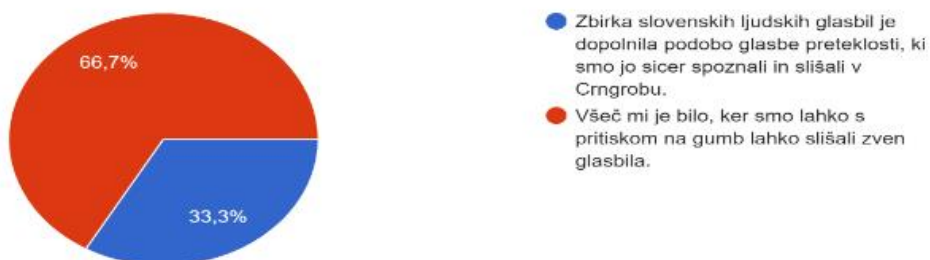 66,7%
33,3%
Zbirka slovenskih ljudskih glasbil je
dopolnila podobo glasbe preteklosti, ki
smo jo sicer spoznali in slišali v
Crngrobu.
Všeč mi je bilo, ker smo lahko s
pritiskom na gumb lahko slišali zven
glasbila.